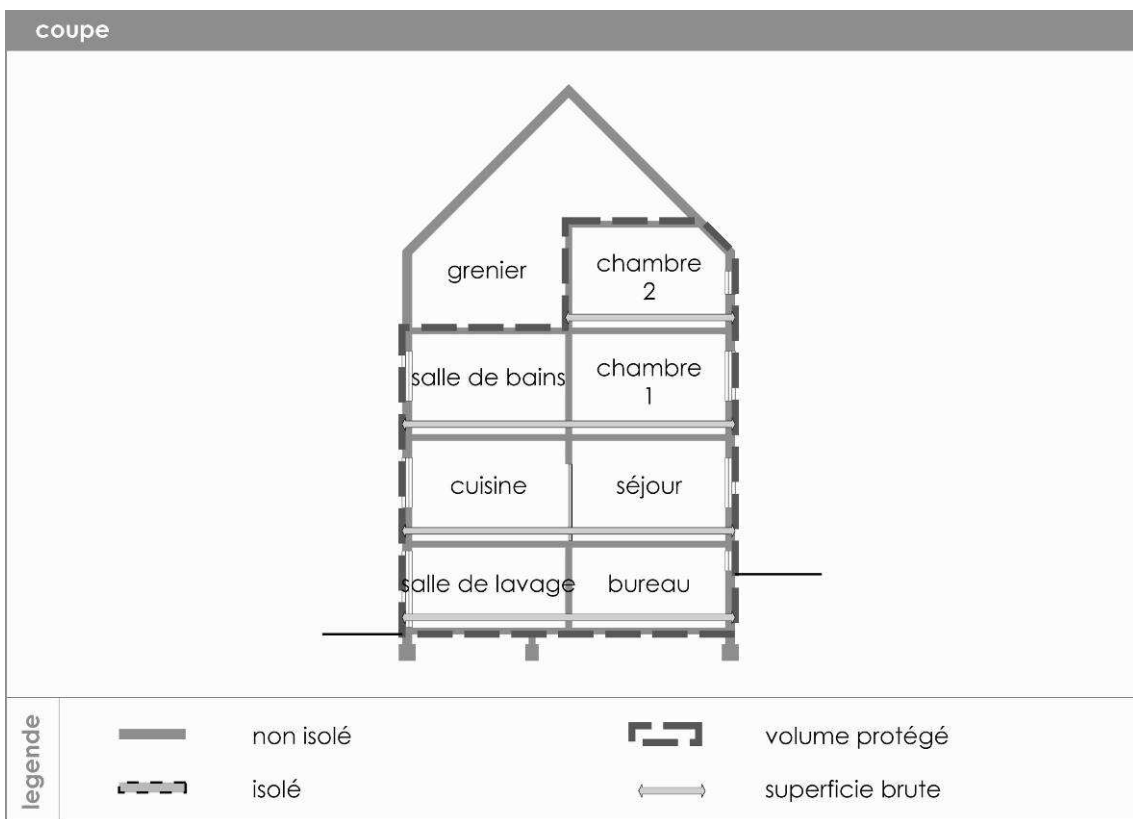 coupe
grenier
chambre
2
salle de bains
chambre
1
cuisine
séjour
salle de lavage
bureau
legende
non isolé
volume protégé
isolé
superficie brute